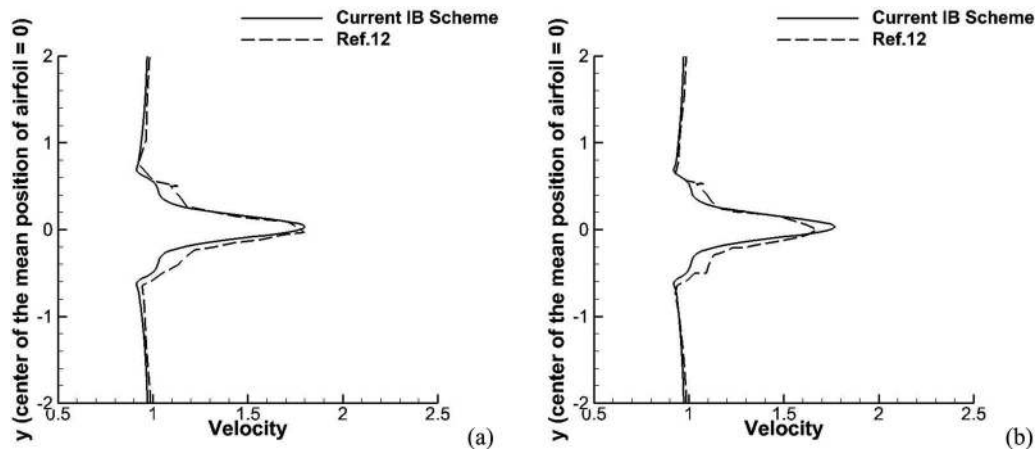 Current IB Scheme
Ref.12
y (center of the mean position of airfoil = 0)
2
1
0
-1
-2
0.5
1
1.5
2
2.5
Velocity
(a)
Current IB Scheme
Ref.12
y (center of the mean position of airfoil = 0)
2
1
0
-1
-2
0.5
1
1.5
2
2.5
Velocity
(b)